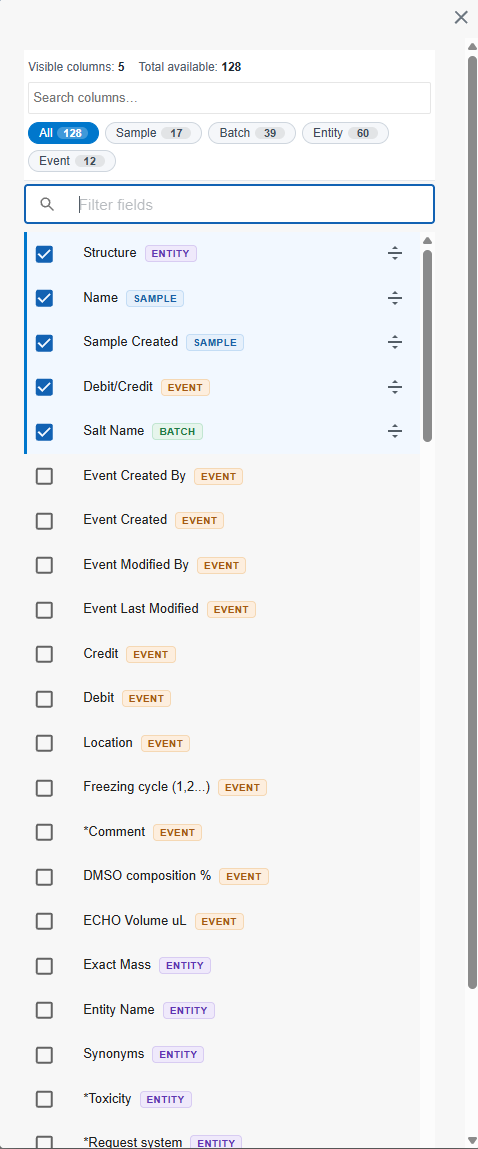 Visible columns: 5 Total available: 128
Search columns...
All 128 Sample 17 Batch 39 Entity 60
Event 12
Filter fields
Structure ENTITY
Name SAMPLE
Sample Created SAMPLE
Debit/Credit EVENT
Salt Name BATCH
Event Created By EVENT
Event Created EVENT
Event Modified By EVENT
Event Last Modified EVENT
Credit EVENT
Debit EVENT
Location EVENT
Freezing cycle (1,2...) EVENT
*Comment EVENT
DMSO composition % EVENT
ECHO Volume uL EVENT
Exact Mass ENTITY
Entity Name ENTITY
Synonyms ENTITY
*Toxicity ENTITY
*Request system ENTITY